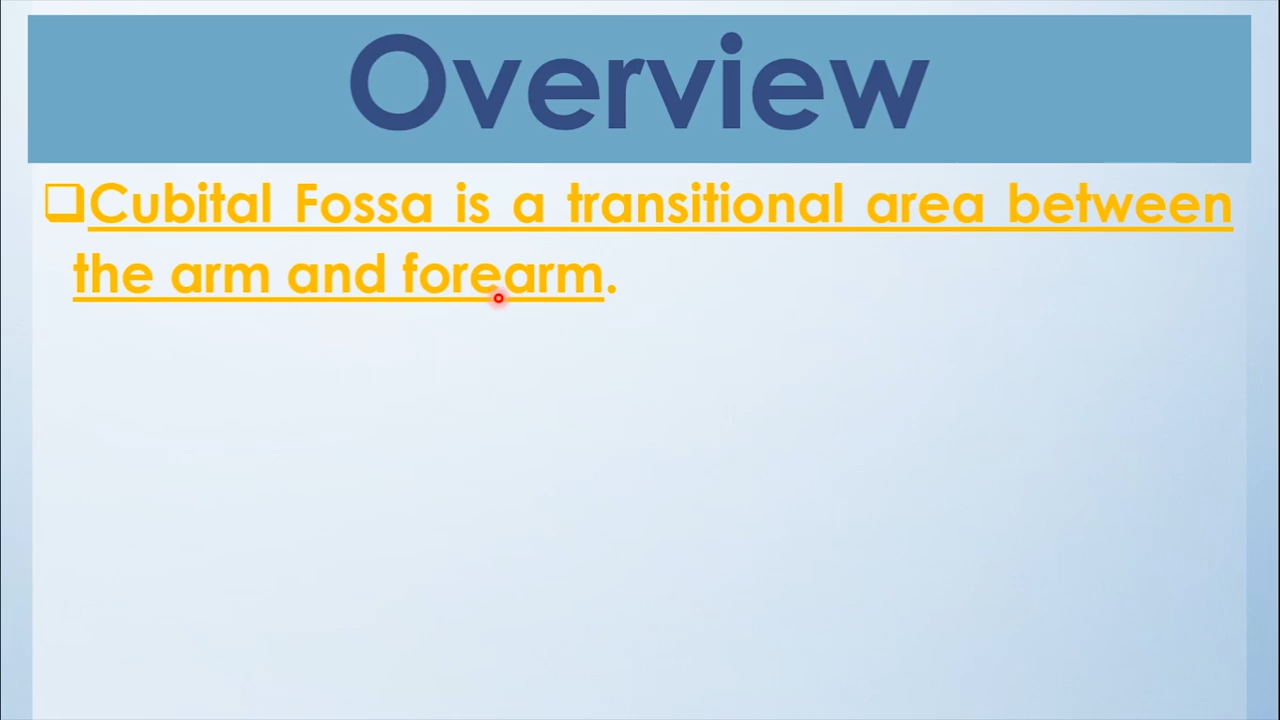 Overview
❑Cubital Fossa is a transitional area between
the arm and forearm.